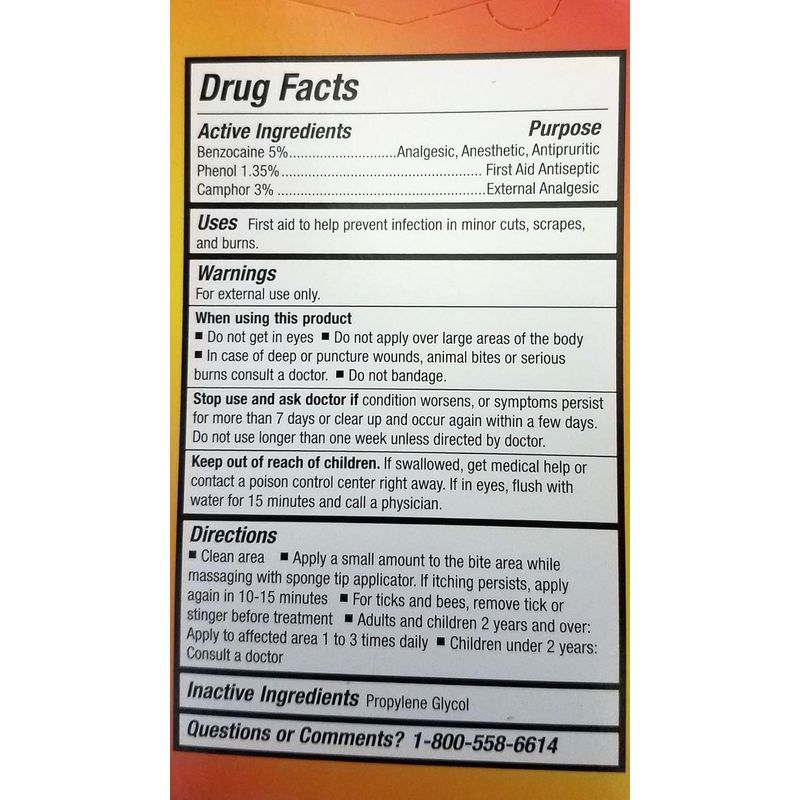 Drug Facts
Active Ingredients Purpose
Benzocaine 5%............................Analgesic, Anesthetic, Antipruritic
Phenol 1.35%..................................................... First Aid Antiseptic
Camphor 3% ......................................................External Analgesic
Uses First aid to help prevent infection in minor cuts, scrapes,
and burns.
Warnings
For external use only.
When using this product
■ Do not get in eyes ■ Do not apply over large areas of the body
■ In case of deep or puncture wounds, animal bites or serious
burns consult a doctor. ■ Do not bandage.
Stop use and ask doctor if condition worsens, or symptoms persist
for more than 7 days or clear up and occur again within a few days.
Do not use longer than one week unless directed by doctor.
Keep out of reach of children. If swallowed, get medical help or
contact a poison control center right away. If in eyes, flush with
water for 15 minutes and call a physician.
Directions
■ Clean area ■ Apply a small amount to the bite area while
massaging with sponge tip applicator. If itching persists, apply
again in 10-15 minutes ■ For ticks and bees, remove tick or
stinger before treatment ■ Adults and children 2 years and over:
Apply to affected area 1 to 3 times daily ■ Children under 2 years:
Consult a doctor
Inactive Ingredients Propylene Glycol
Questions or Comments? 1-800-558-6614